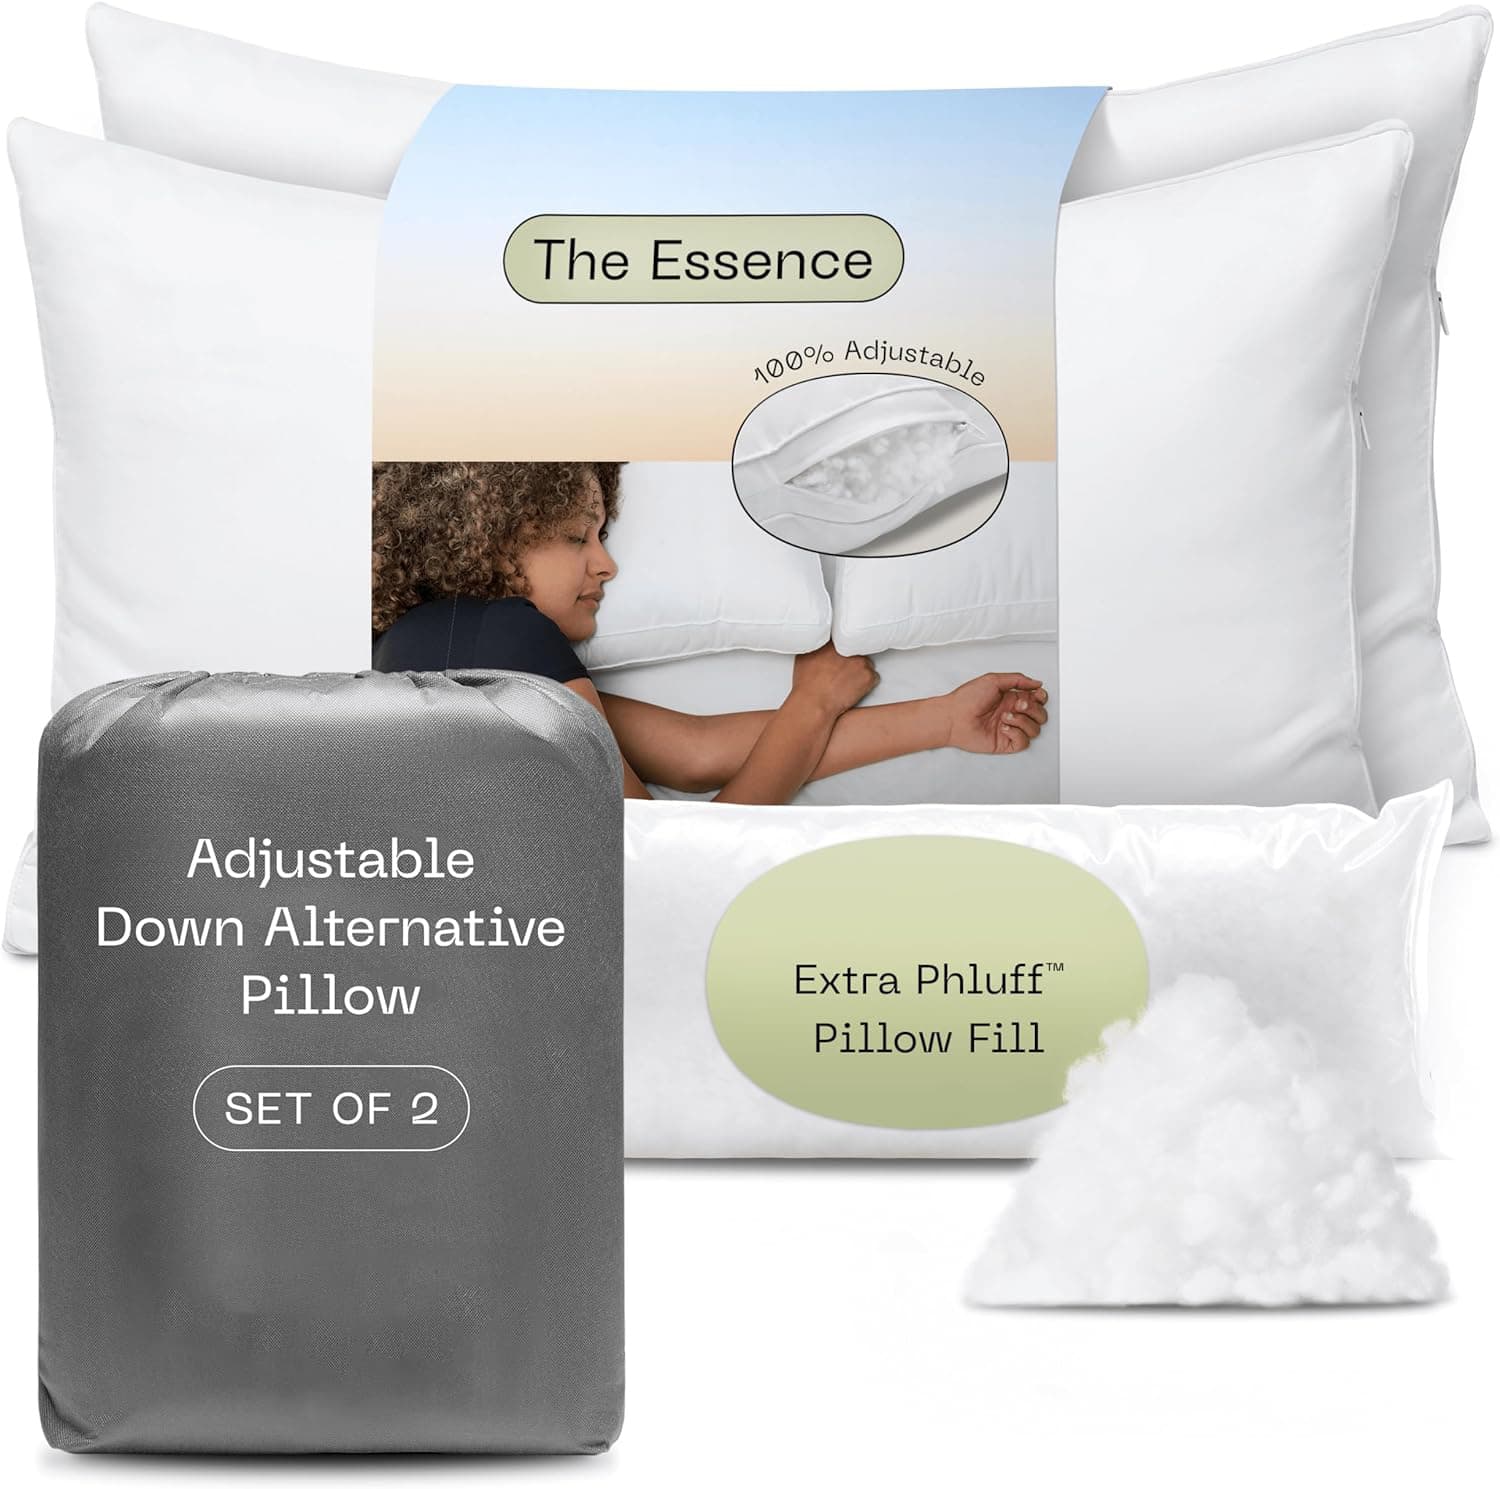 The Essence
100% Adjustable
Adjustable
Down Alternative
Pillow
SET OF 2
Extra Phluff™
Pillow Fill